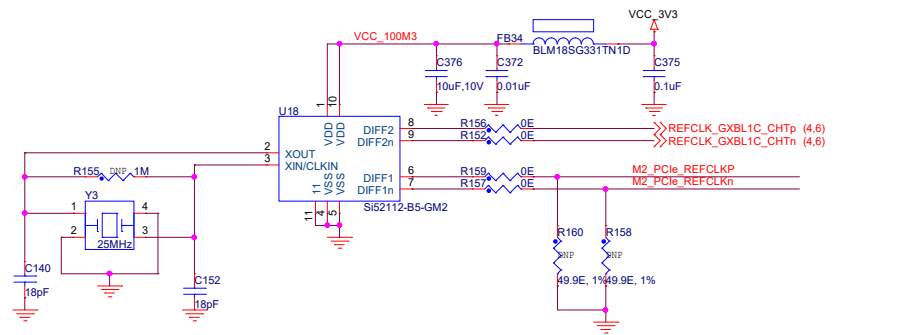 VCC_3V3
VCC_100M3
FB34
BLM18SG331TN1D
C376
10uF,10V
C372
0.01uF
C375
0.1uF
U18
1
10
VDD
VDD
DIFF2
DIFF2n
8
9
R156
0E
R152
0E
REFCLK_GXBL1C_CHTp (4,6)
REFCLK_GXBL1C_CHTn (4,6)
2
3
XOUT
XIN/CLKIN
DIFF1
DIFF1n
6
7
R159
0E
R157
0E
M2_PCIe_REFCLKP
M2_PCIe_REFCLKn
11
VSS
VSS
11
4
5
Si52112-B5-GM2
R155
DNP
1M
Y3
1
4
2
3
25MHz
C140
18pF
C152
18pF
R160
DNP
49.9E, 1%
R158
DNP
49.9E, 1%